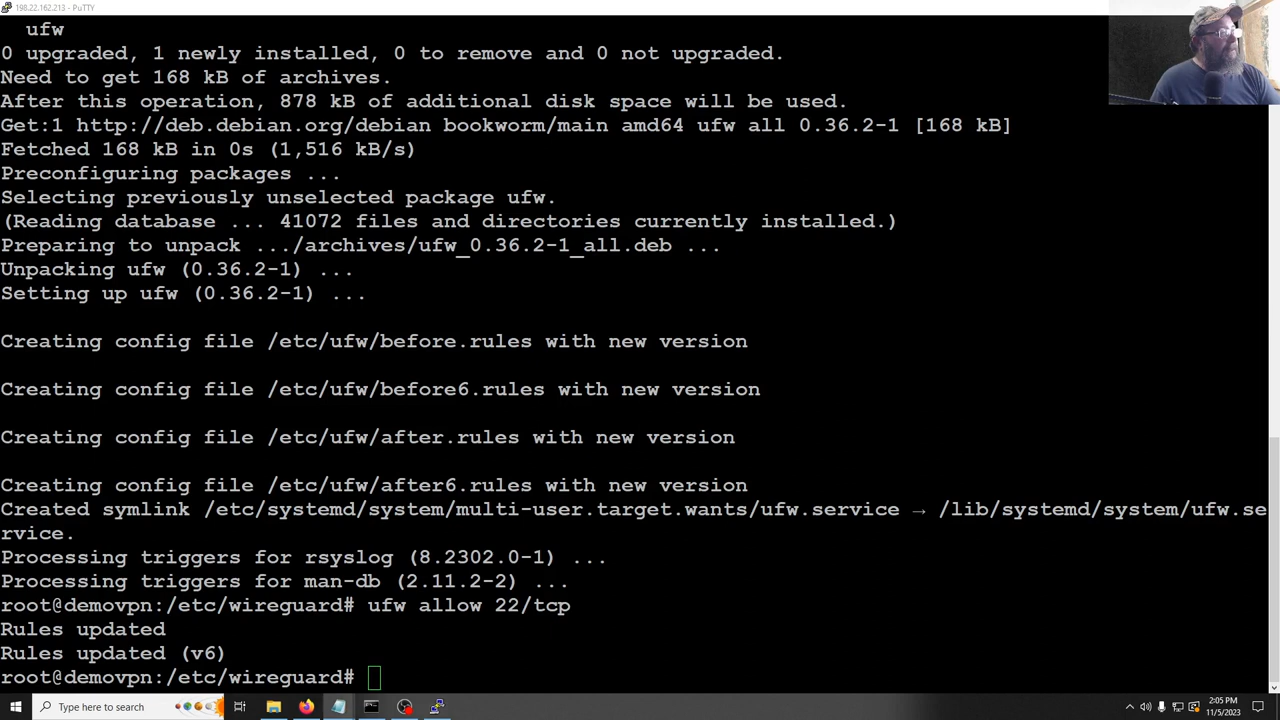 198.22.162.213 - PuTTY
  ufw
0 upgraded, 1 newly installed, 0 to remove and 0 not upgraded.
Need to get 168 kB of archives.
After this operation, 878 kB of additional disk space will be used.
Get:1 http://deb.debian.org/debian bookworm/main amd64 ufw all 0.36.2-1 [168 kB]
Fetched 168 kB in 0s (1,516 kB/s)
Preconfiguring packages ...
Selecting previously unselected package ufw.
(Reading database ... 41072 files and directories currently installed.)
Preparing to unpack .../archives/ufw_0.36.2-1_all.deb ...
Unpacking ufw (0.36.2-1) ...
Setting up ufw (0.36.2-1) ...
Creating config file /etc/ufw/before.rules with new version
Creating config file /etc/ufw/before6.rules with new version
Creating config file /etc/ufw/after.rules with new version
Creating config file /etc/ufw/after6.rules with new version
Created symlink /etc/systemd/system/multi-user.target.wants/ufw.service → /lib/systemd/system/ufw.se
rvice.
Processing triggers for rsyslog (8.2302.0-1) ...
Processing triggers for man-db (2.11.2-2) ...
root@demovpn:/etc/wireguard# ufw allow 22/tcp
Rules updated
Rules updated (v6)
root@demovpn:/etc/wireguard#
Type here to search
2:05 PM
11/5/2023